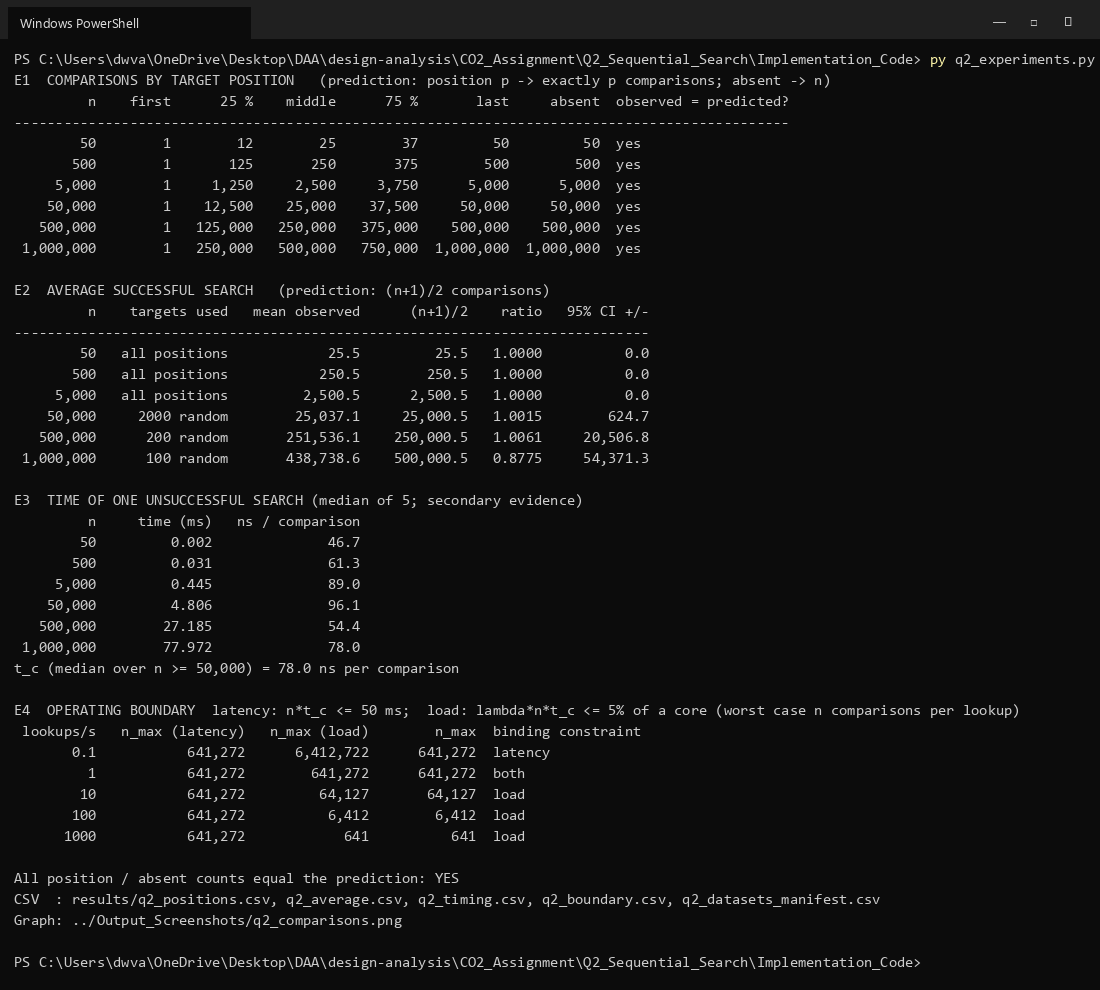 Windows PowerShell
PS C:\Users\dwva\OneDrive\Desktop\DAA\design-analysis\CO2_Assignment\Q2_Sequential_Search\Implementation_Code> py q2_experiments.py
E1  COMPARISONS BY TARGET POSITION   (prediction: position p -> exactly p comparisons; absent -> n)
         n    first      25 %    middle      75 %       last     absent  observed = predicted?
----------------------------------------------------------------------------------------------
        50        1        12        25        37         50         50  yes
       500        1       125       250       375        500        500  yes
     5,000        1     1,250     2,500     3,750      5,000      5,000  yes
    50,000        1    12,500    25,000    37,500     50,000     50,000  yes
   500,000        1   125,000   250,000   375,000    500,000    500,000  yes
 1,000,000        1   250,000   500,000   750,000  1,000,000  1,000,000  yes
E2  AVERAGE SUCCESSFUL SEARCH   (prediction: (n+1)/2 comparisons)
         n    targets used   mean observed      (n+1)/2    ratio   95% CI +/-
-----------------------------------------------------------------------------
        50   all positions            25.5         25.5   1.0000          0.0
       500   all positions           250.5        250.5   1.0000          0.0
     5,000   all positions         2,500.5      2,500.5   1.0000          0.0
    50,000     2000 random        25,037.1     25,000.5   1.0015        624.7
   500,000      200 random       251,536.1    250,000.5   1.0061     20,506.8
 1,000,000      100 random       438,738.6    500,000.5   0.8775     54,371.3
E3  TIME OF ONE UNSUCCESSFUL SEARCH (median of 5; secondary evidence)
         n     time (ms)   ns / comparison
        50         0.002              46.7
       500         0.031              61.3
     5,000         0.445              89.0
    50,000         4.806              96.1
   500,000        27.185              54.4
 1,000,000        77.972              78.0
t_c (median over n >= 50,000) = 78.0 ns per comparison
E4  OPERATING BOUNDARY  latency: n*t_c <= 50 ms;  load: lambda*n*t_c <= 5% of a core (worst case n comparisons per lookup)
 lookups/s   n_max (latency)   n_max (load)        n_max  binding constraint
       0.1           641,272      6,412,722      641,272  latency
         1           641,272        641,272      641,272  both
        10           641,272         64,127       64,127  load
       100           641,272          6,412        6,412  load
      1000           641,272            641          641  load
All position / absent counts equal the prediction: YES
CSV  : results/q2_positions.csv, q2_average.csv, q2_timing.csv, q2_boundary.csv, q2_datasets_manifest.csv
Graph: ../Output_Screenshots/q2_comparisons.png
PS C:\Users\dwva\OneDrive\Desktop\DAA\design-analysis\CO2_Assignment\Q2_Sequential_Search\Implementation_Code>